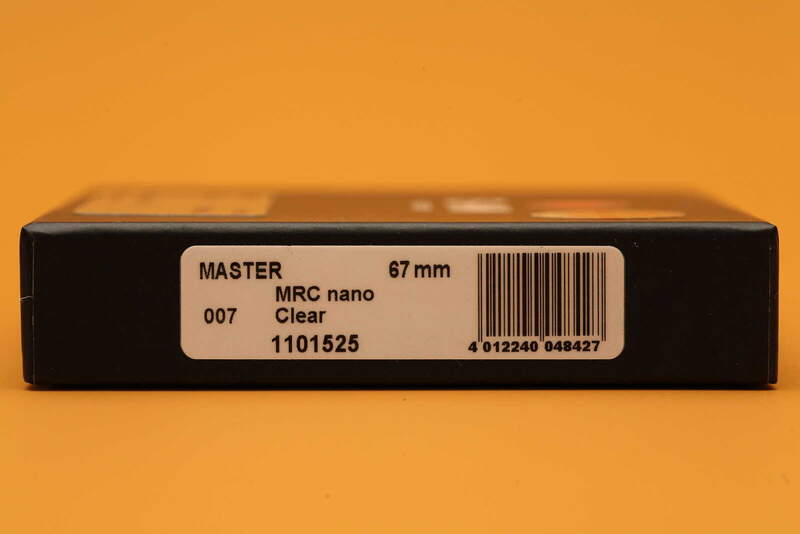 MASTER 67 mm
MRC nano
007 Clear
1101525
4 012240 048427